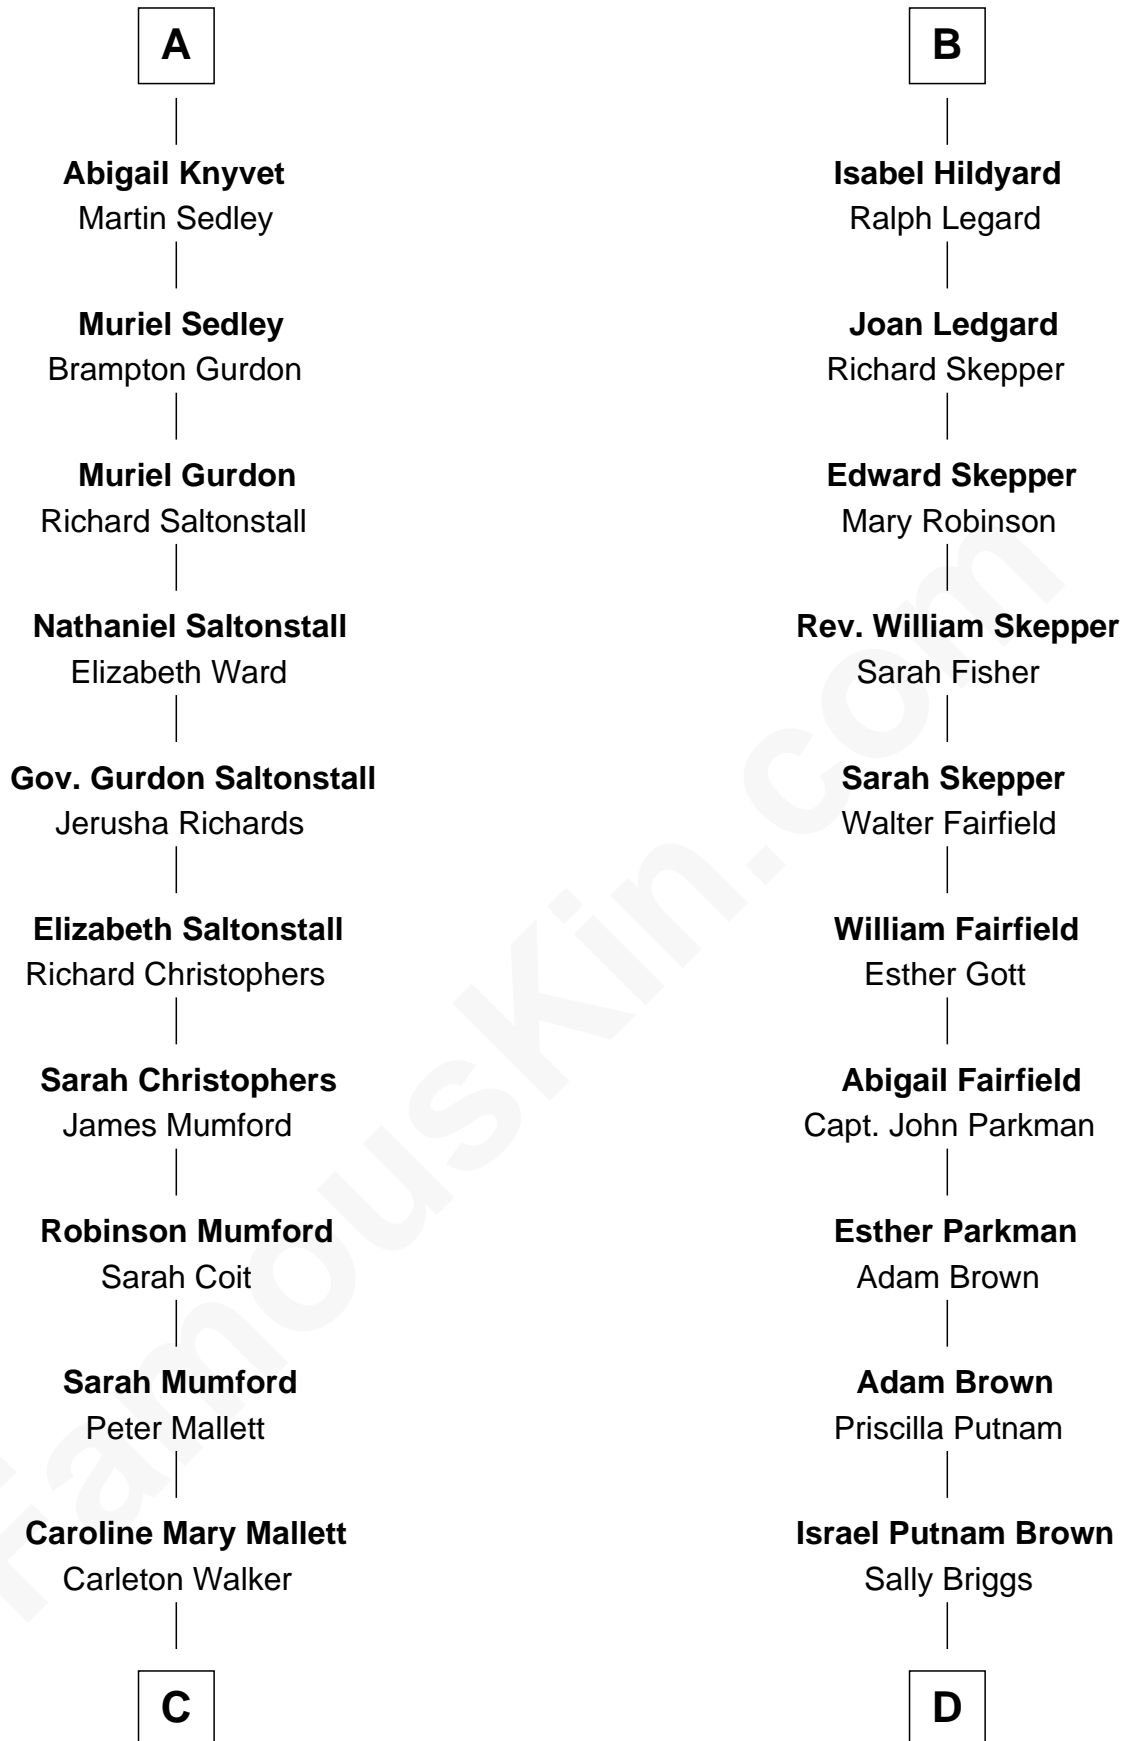 A
Abigail Knyvet
Martin Sedley
Muriel Sedley
Brampton Gurdon
Muriel Gurdon
Richard Saltonstall
Nathaniel Saltonstall
Elizabeth Ward
Gov. Gurdon Saltonstall
Jerusha Richards
Elizabeth Saltonstall
Richard Christophers
Sarah Christophers
James Mumford
Robinson Mumford
Sarah Coit
Sarah Mumford
Peter Mallett
Caroline Mary Mallett
Carleton Walker
C
B
Isabel Hildyard
Ralph Legard
Joan Ledgard
Richard Skepper
Edward Skepper
Mary Robinson
Rev. William Skepper
Sarah Fisher
Sarah Skepper
Walter Fairfield
William Fairfield
Esther Gott
Abigail Fairfield
Capt. John Parkman
Esther Parkman
Adam Brown
Adam Brown
Priscilla Putnam
Israel Putnam Brown
Sally Briggs
D
FamousKin.com